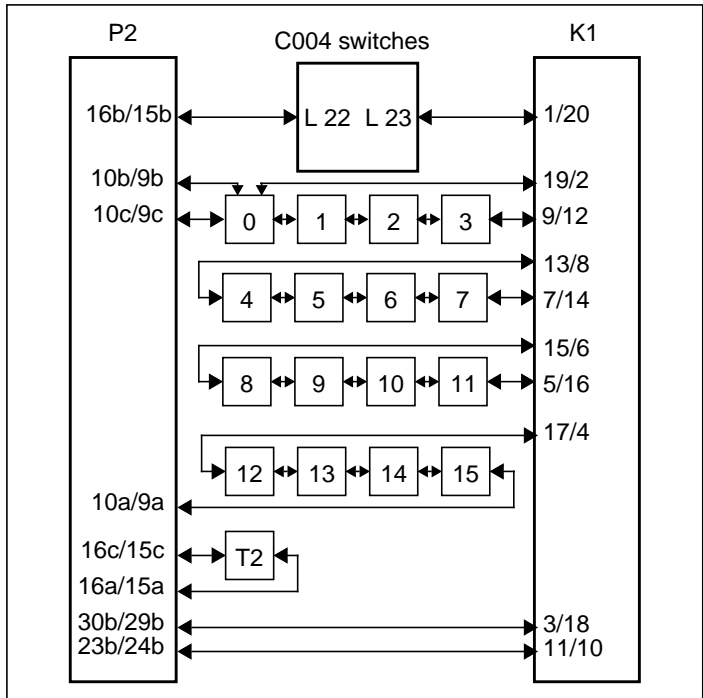 P2 C004 switches K1
16b/15b L 22 L 23 1/20
10b/9b 19/2
10c/9c 0 1 2 3 9/12
13/8
4 5 6 7 7/14
15/6
8 9 10 11 5/16
17/4
12 13 14 15
10a/9a
16c/15c T2
16a/15a
30b/29b 3/18
23b/24b 11/10